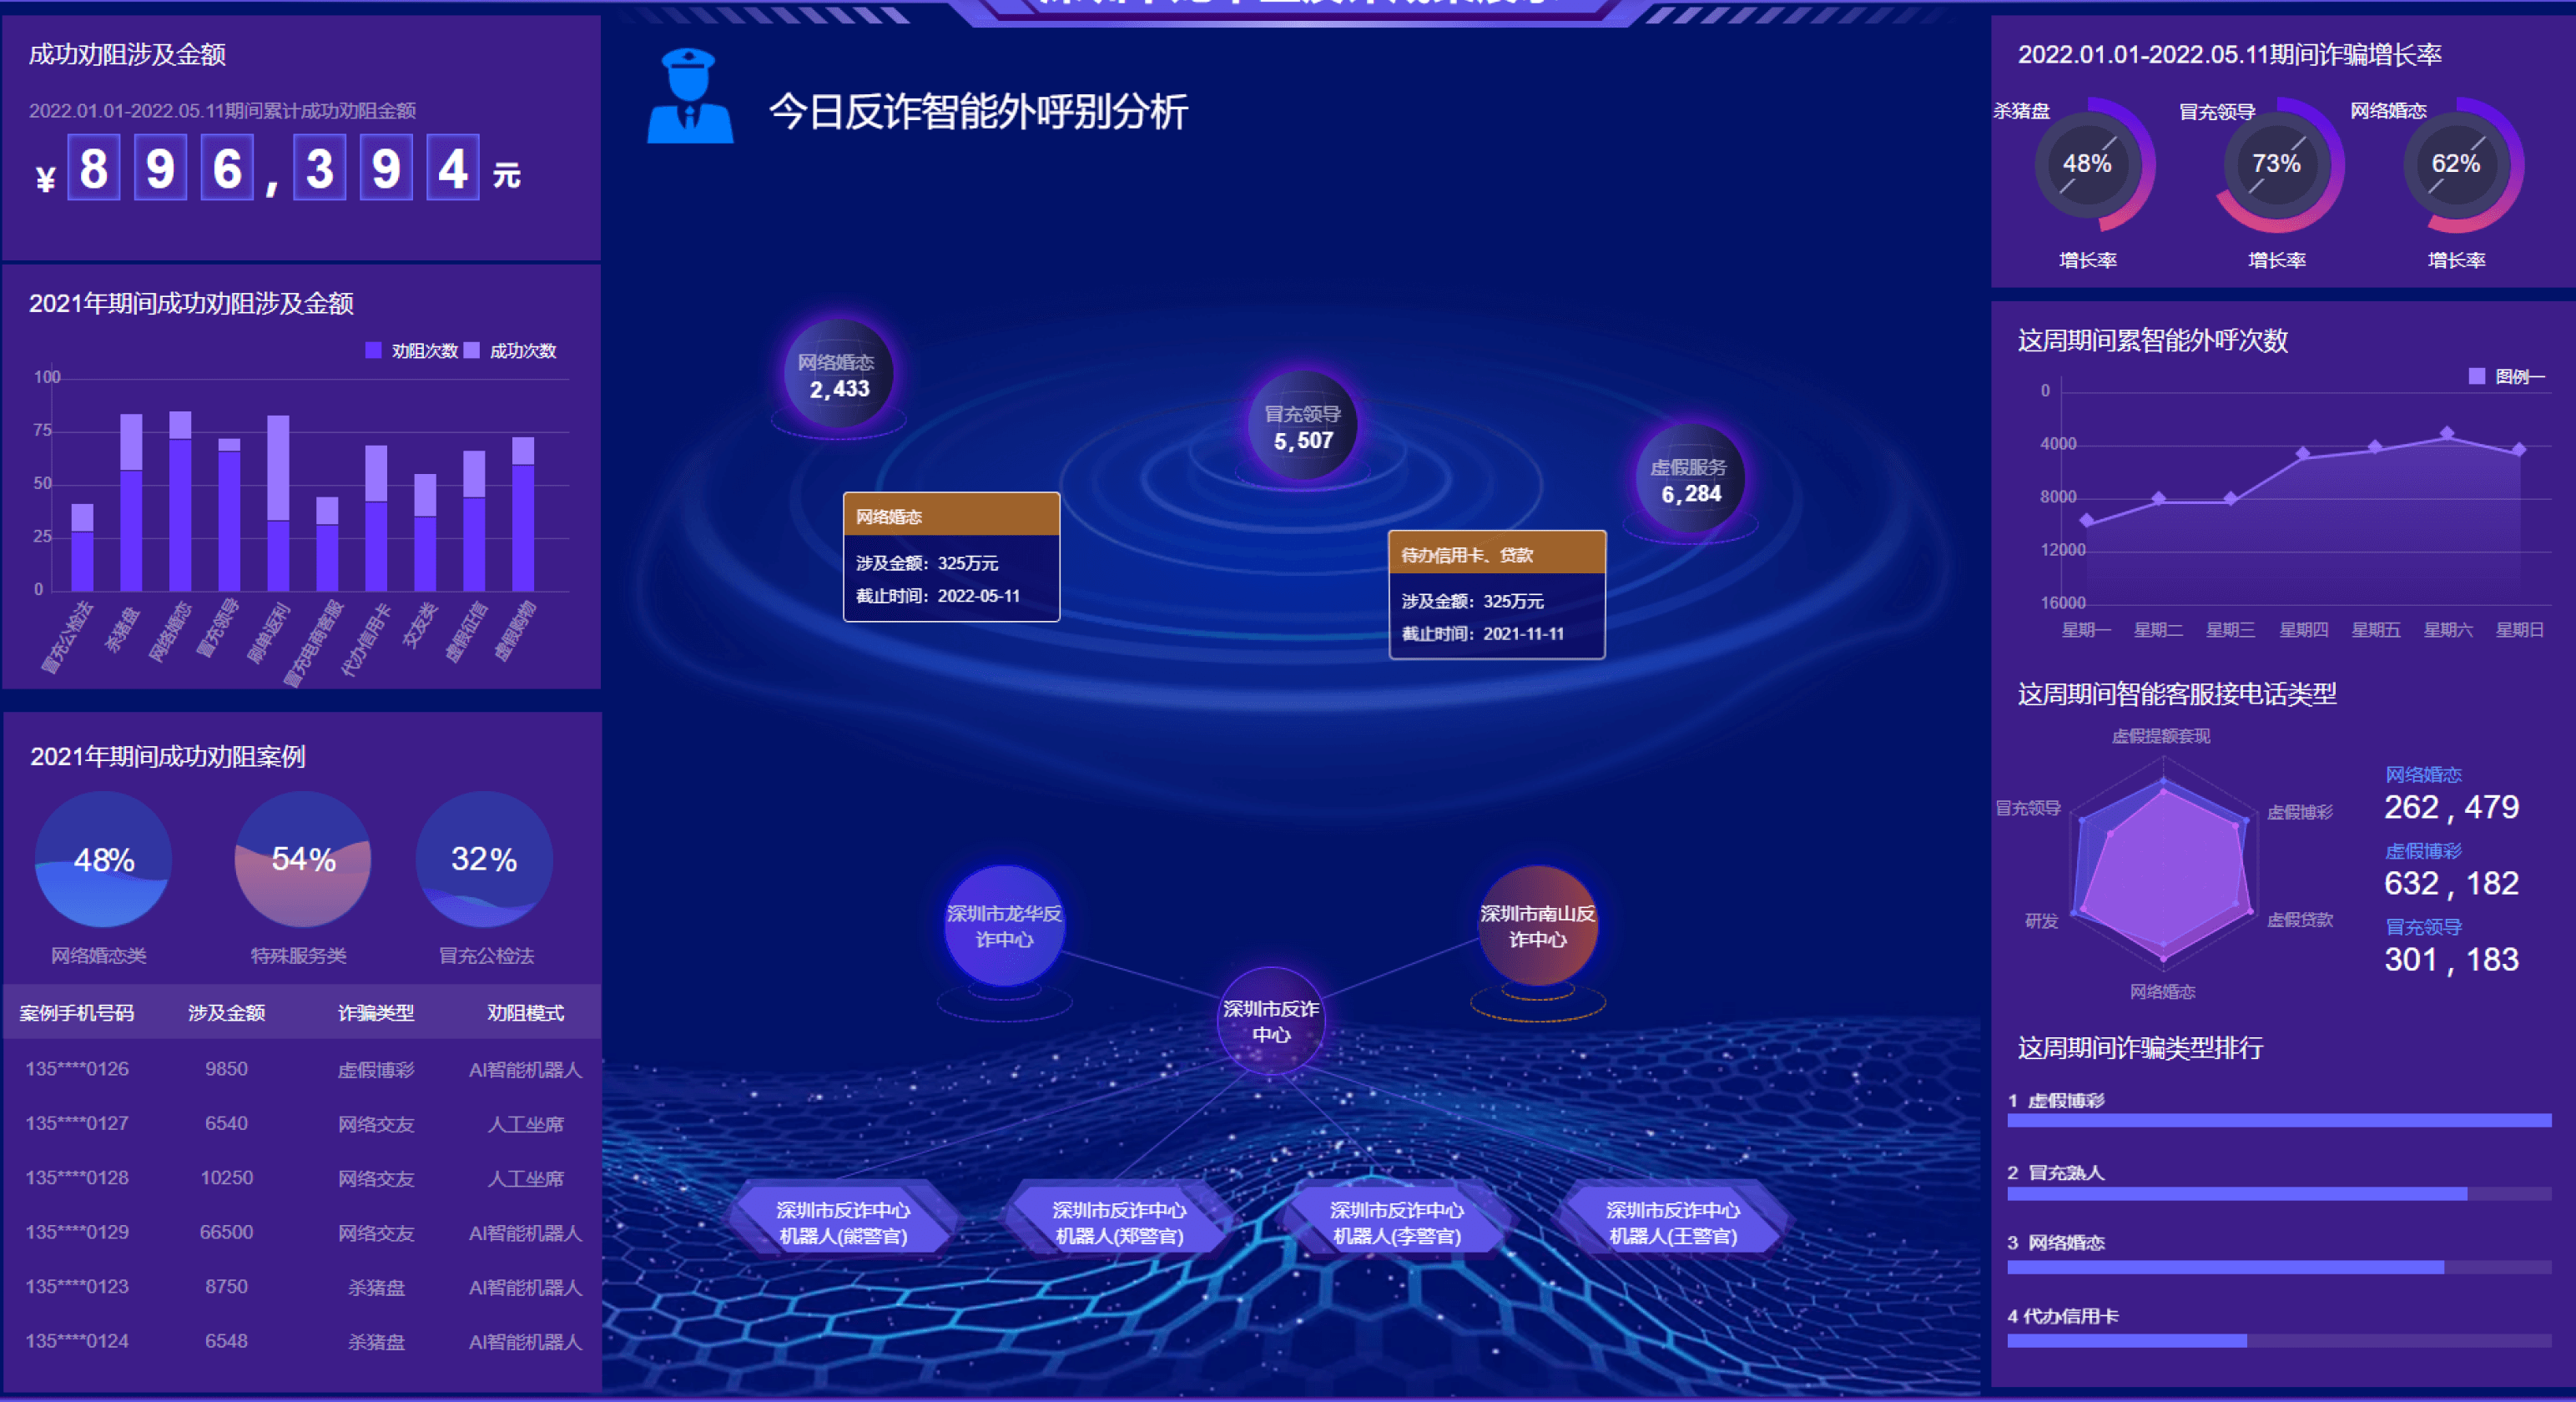 成功劝阻涉及金额
2022.01.01-2022.05.11期间累计成功劝阻金额
¥ 896,394 元
2021年期间成功劝阻涉及金额
劝阻次数 成功次数
100
75
50
25
0
冒充公检法 杀猪盘 网络婚恋 冒充领导 刷单返利 冒充电商客服 代办信用卡 交友类 虚假征信 虚假购物
2021年期间成功劝阻案例
48% 54% 32%
网络婚恋类 特殊服务类 冒充公检法
案例手机号码 涉及金额 诈骗类型 劝阻模式
135****0126 9850 虚假博彩 AI智能机器人
135****0127 6540 网络交友 人工坐席
135****0128 10250 网络交友 人工坐席
135****0129 66500 网络交友 AI智能机器人
135****0123 8750 杀猪盘 AI智能机器人
135****0124 6548 杀猪盘 AI智能机器人
今日反诈智能外呼别分析
网络婚恋
2,433
冒充领导
5,507
虚假服务
6,284
网络婚恋
涉及金额：325万元
截止时间：2022-05-11
待办信用卡、贷款
涉及金额：325万元
截止时间：2021-11-11
深圳市龙华反
诈中心
深圳市南山反
诈中心
深圳市反诈
中心
深圳市反诈中心
机器人(熊警官)
深圳市反诈中心
机器人(郑警官)
深圳市反诈中心
机器人(李警官)
深圳市反诈中心
机器人(王警官)
2022.01.01-2022.05.11期间诈骗增长率
杀猪盘 冒充领导 网络婚恋
48% 73% 62%
增长率 增长率 增长率
这周期间累智能外呼次数
图例一
0
4000
8000
12000
16000
星期一 星期二 星期三 星期四 星期五 星期六 星期日
这周期间智能客服接电话类型
虚假提额套现
冒充领导
虚假博彩
研发
虚假贷款
网络婚恋
网络婚恋
262 , 479
虚假博彩
632 , 182
冒充领导
301 , 183
这周期间诈骗类型排行
1 虚假博彩
2 冒充熟人
3 网络婚恋
4 代办信用卡